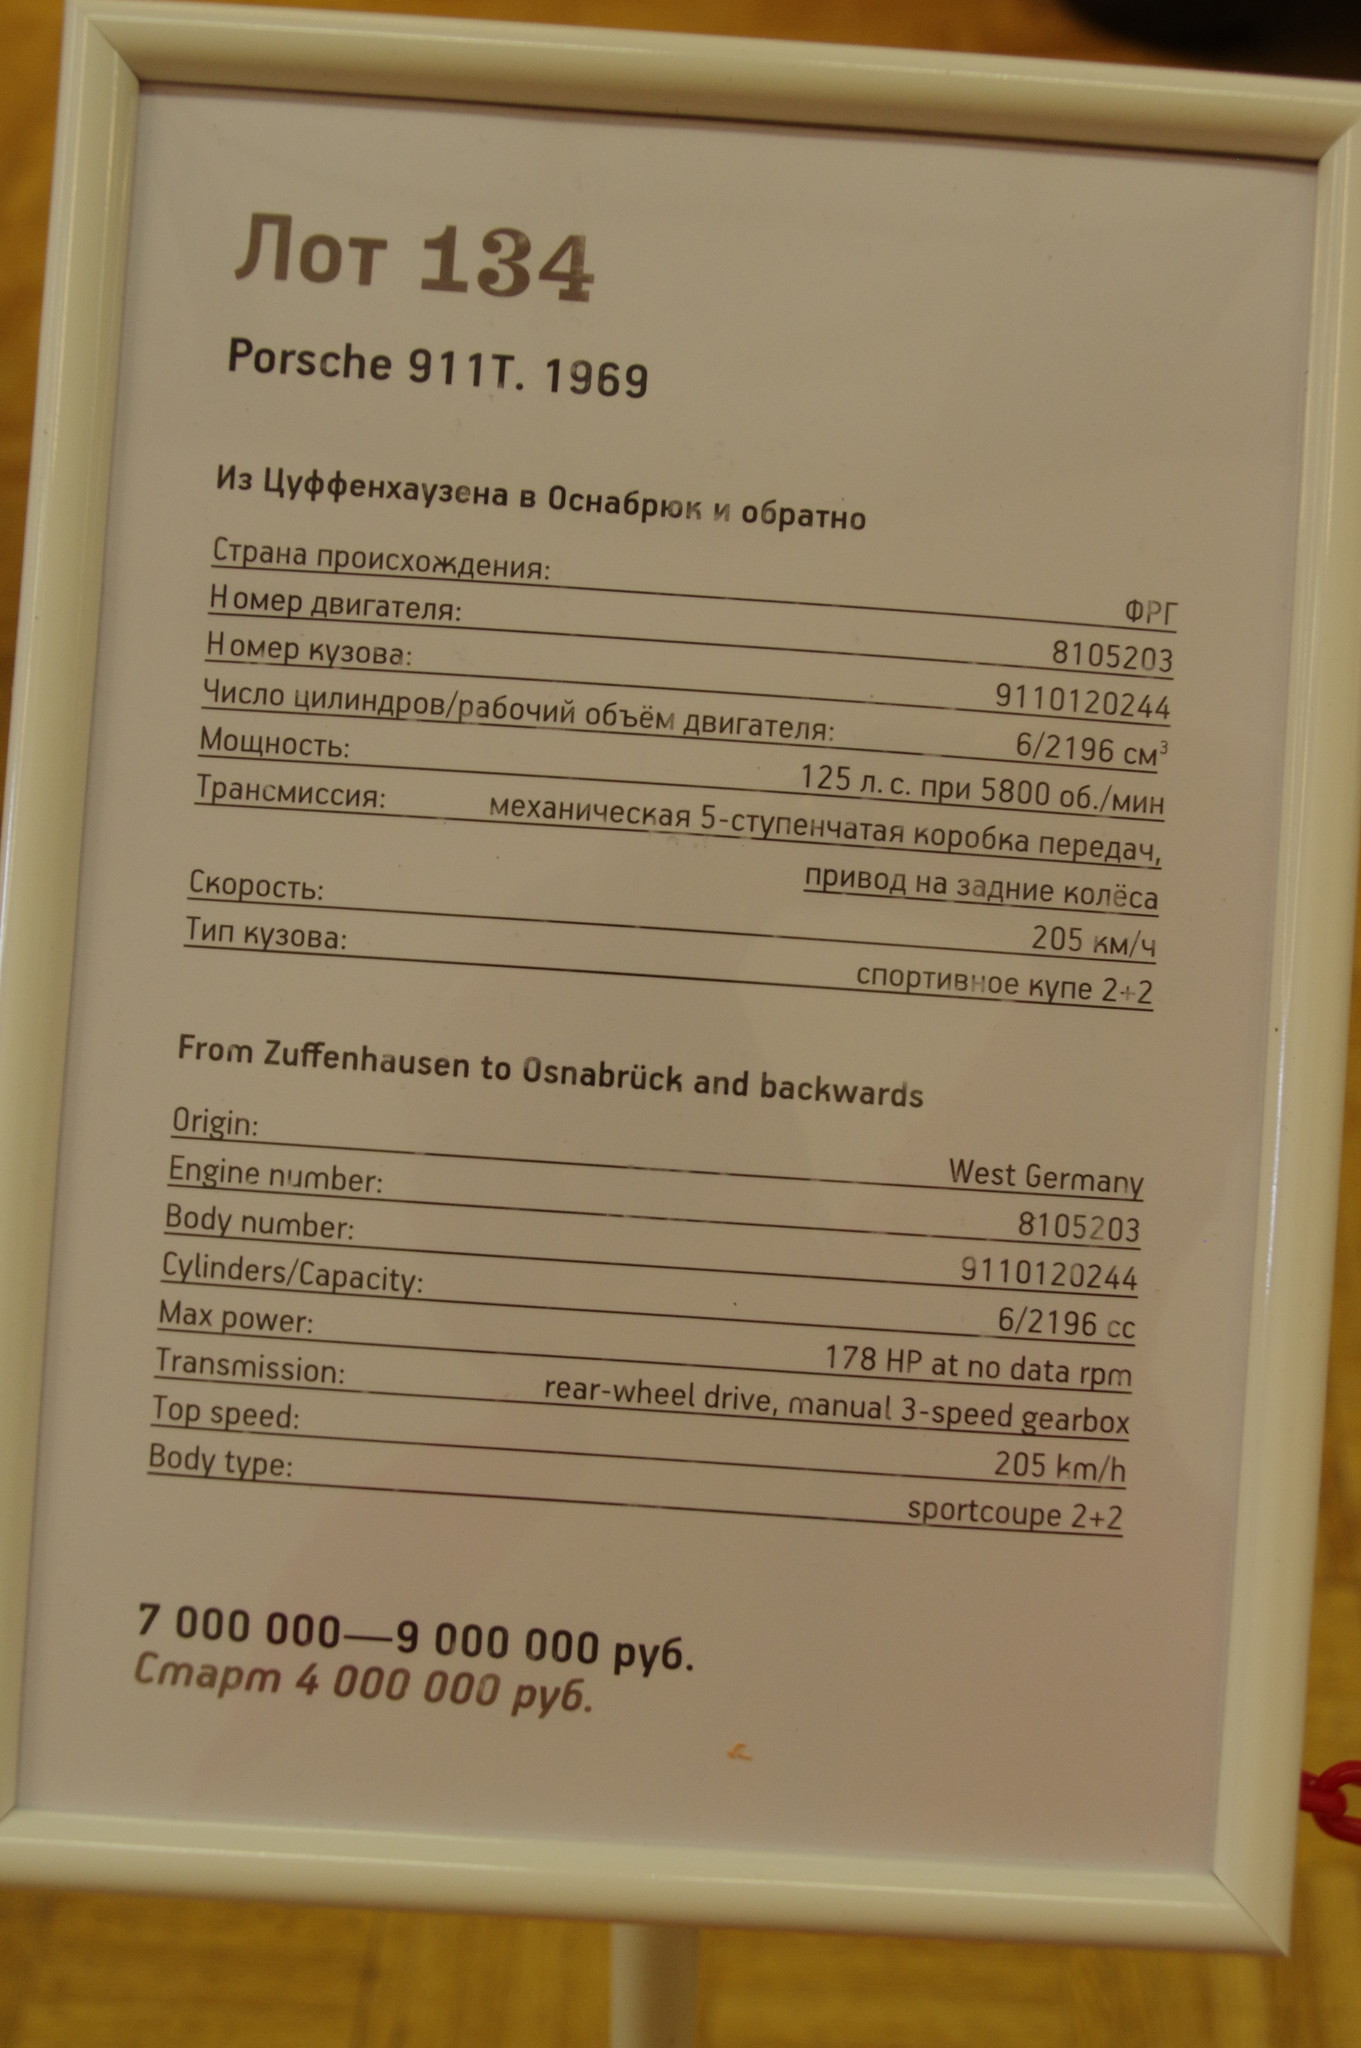 Лот 134
Porsche 911T. 1969
Из Цуффенхаузена в Оснабрюк и обратно
Страна происхождения: ФРГ
Номер двигателя: 8105203
Номер кузова: 9110120244
Число цилиндров/рабочий объём двигателя: 6/2196 см³
Мощность: 125 л. с. при 5800 об./мин
Трансмиссия: механическая 5-ступенчатая коробка передач,
привод на задние колёса
Скорость: 205 км/ч
Тип кузова: спортивное купе 2+2
From Zuffenhausen to Osnabrück and backwards
Origin: West Germany
Engine number: 8105203
Body number: 9110120244
Cylinders/Capacity: 6/2196 cc
Max power: 178 HP at no data rpm
Transmission: rear-wheel drive, manual 3-speed gearbox
Top speed: 205 km/h
Body type: sportcoupe 2+2
7 000 000—9 000 000 руб.
Старт 4 000 000 руб.